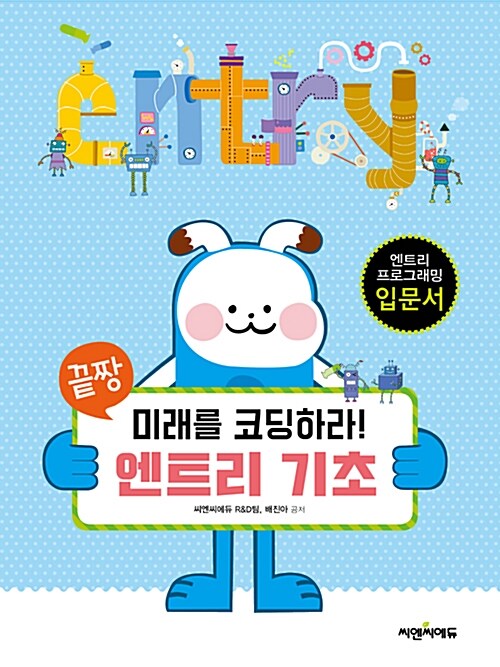 entry
엔트리
프로그래밍
입문서
끝짱
미래를 코딩하라!
엔트리 기초
씨엔씨에듀 R&D팀, 배진아 공저
씨엔씨에듀